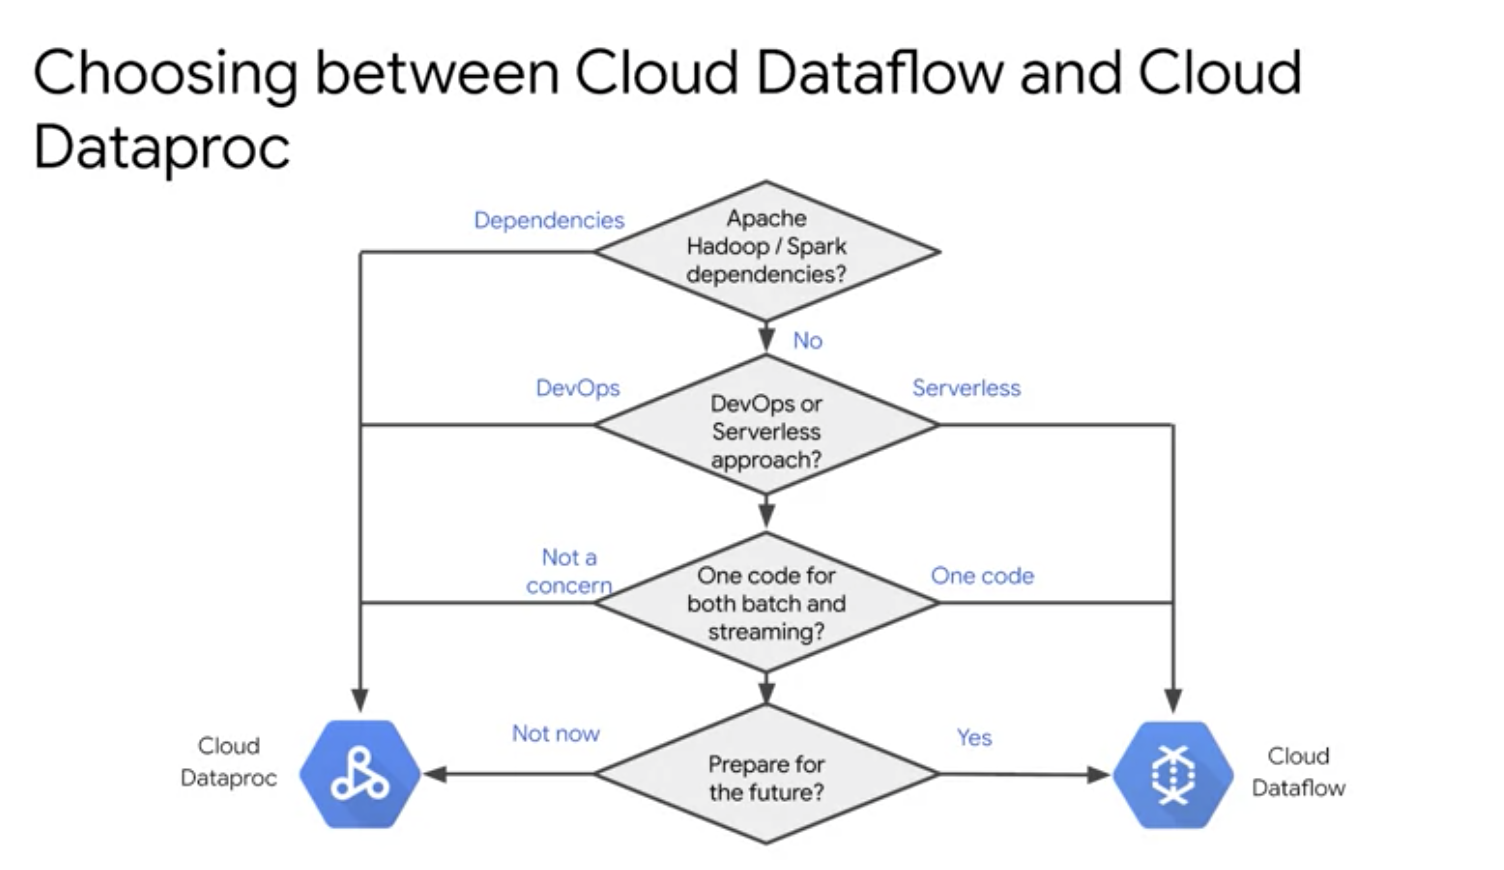 Choosing between Cloud Dataflow and Cloud
Dataproc
Dependencies
Apache
Hadoop / Spark
dependencies?
No
DevOps
DevOps or
Serverless
approach?
Serverless
Not a
concern
One code for
both batch and
streaming?
One code
Cloud
Dataproc
Not now
Prepare for
the future?
Yes
Cloud
Dataflow